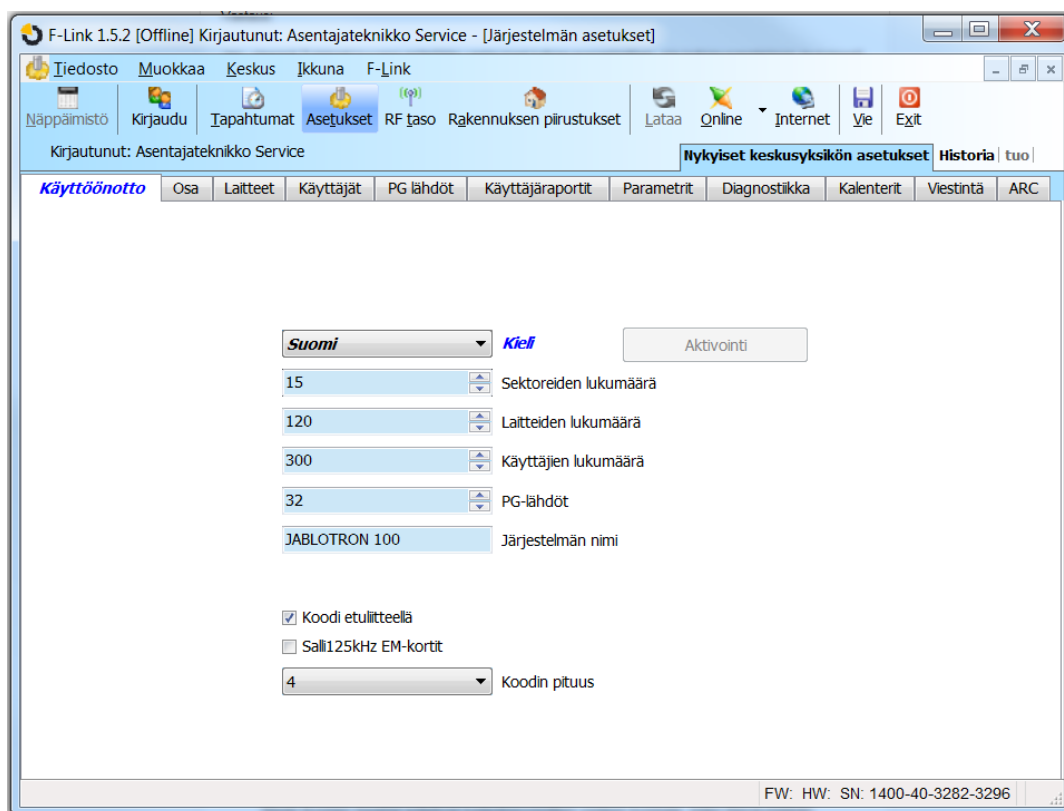 F-Link 1.5.2 [Offline] Kirjautunut: Asentajateknikko Service - [Järjestelmän asetukset]
Tiedosto Muokkaa Keskus Ikkuna F-Link
Näppäimistö Kirjaudu Tapahtumat Asetukset RF taso Rakennuksen piirustukset Lataa Online Internet Vie Exit
Kirjautunut: Asentajateknikko Service Nykyiset keskusyksikön asetukset Historia tuo
Käyttöönotto Osa Laitteet Käyttäjät PG lähdöt Käyttäjäraportit Parametrit Diagnostiikka Kalenterit Viestintä ARC
Suomi Kieli Aktivointi
15 Sektoreiden lukumäärä
120 Laitteiden lukumäärä
300 Käyttäjien lukumäärä
32 PG-lähdöt
JABLOTRON 100 Järjestelmän nimi
Koodi etuliitteellä
Salli125kHz EM-kortit
4 Koodin pituus
FW: HW: SN: 1400-40-3282-3296